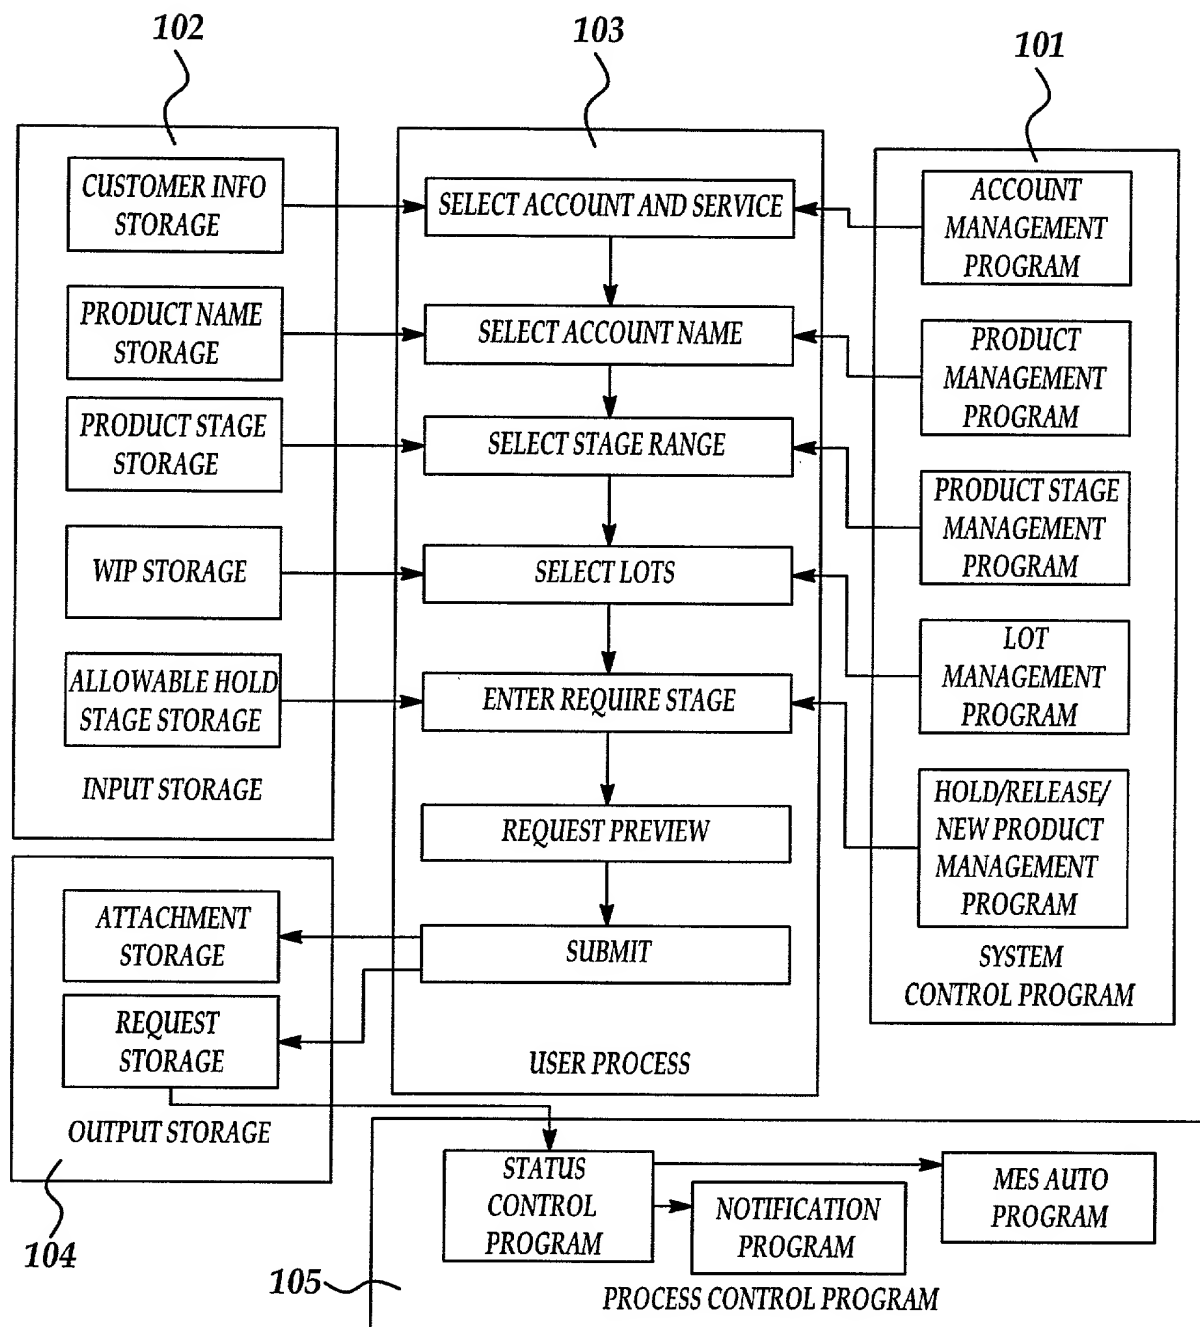 102
103
101
CUSTOMER INFO
STORAGE
PRODUCT NAME
STORAGE
PRODUCT STAGE
STORAGE
WIP STORAGE
ALLOWABLE HOLD
STAGE STORAGE
INPUT STORAGE
SELECT ACCOUNT AND SERVICE
SELECT ACCOUNT NAME
SELECT STAGE RANGE
SELECT LOTS
ENTER REQUIRE STAGE
REQUEST PREVIEW
SUBMIT
USER PROCESS
ACCOUNT
MANAGEMENT
PROGRAM
PRODUCT
MANAGEMENT
PROGRAM
PRODUCT STAGE
MANAGEMENT
PROGRAM
LOT
MANAGEMENT
PROGRAM
HOLD/RELEASE/
NEW PRODUCT
MANAGEMENT
PROGRAM
SYSTEM
CONTROL PROGRAM
ATTACHMENT
STORAGE
REQUEST
STORAGE
OUTPUT STORAGE
104
STATUS
CONTROL
PROGRAM
NOTIFICATION
PROGRAM
MES AUTO
PROGRAM
105
PROCESS CONTROL PROGRAM